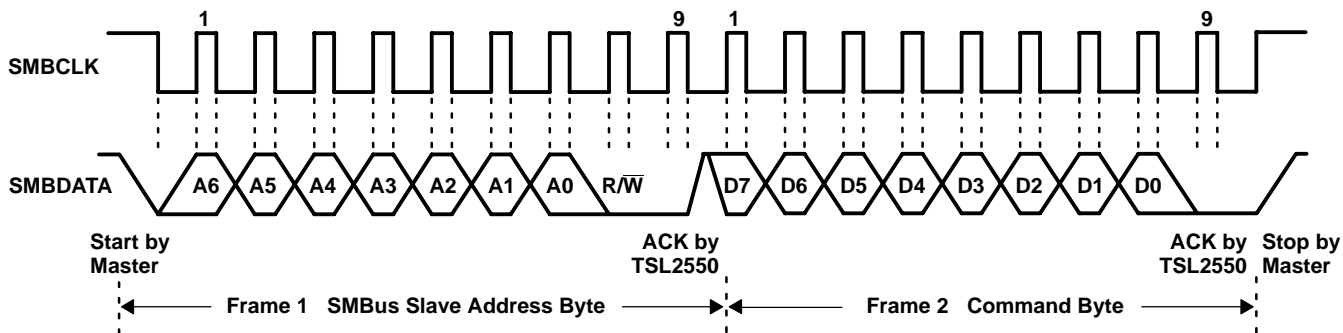 1 9 1 9
SMBCLK
SMBDATA A6 A5 A4 A3 A2 A1 A0 R/W̅ D7 D6 D5 D4 D3 D2 D1 D0
Start by
Master
ACK by
TSL2550
ACK by
TSL2550
Stop by
Master
Frame 1 SMBus Slave Address Byte
Frame 2 Command Byte